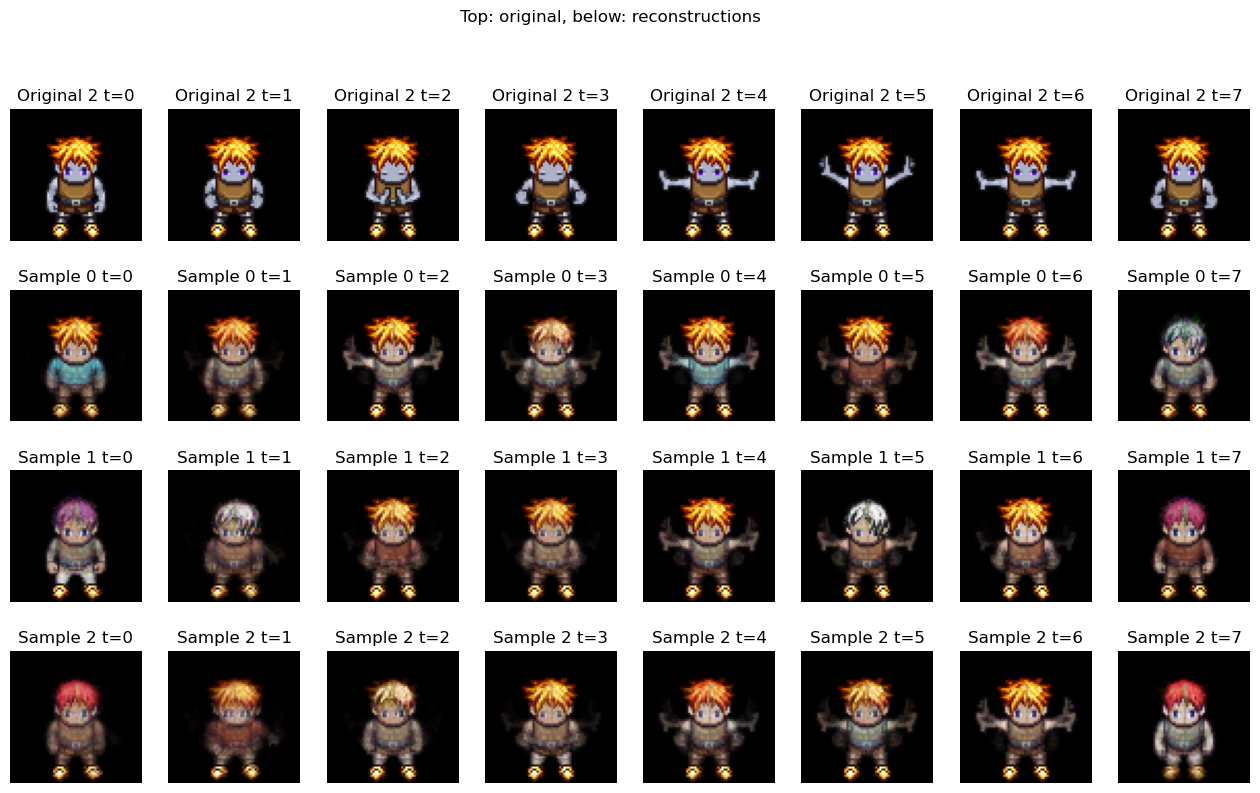 Top: original, below: reconstructions
Original 2 t=0 Original 2 t=1 Original 2 t=2 Original 2 t=3 Original 2 t=4 Original 2 t=5 Original 2 t=6 Original 2 t=7
Sample 0 t=0 Sample 0 t=1 Sample 0 t=2 Sample 0 t=3 Sample 0 t=4 Sample 0 t=5 Sample 0 t=6 Sample 0 t=7
Sample 1 t=0 Sample 1 t=1 Sample 1 t=2 Sample 1 t=3 Sample 1 t=4 Sample 1 t=5 Sample 1 t=6 Sample 1 t=7
Sample 2 t=0 Sample 2 t=1 Sample 2 t=2 Sample 2 t=3 Sample 2 t=4 Sample 2 t=5 Sample 2 t=6 Sample 2 t=7